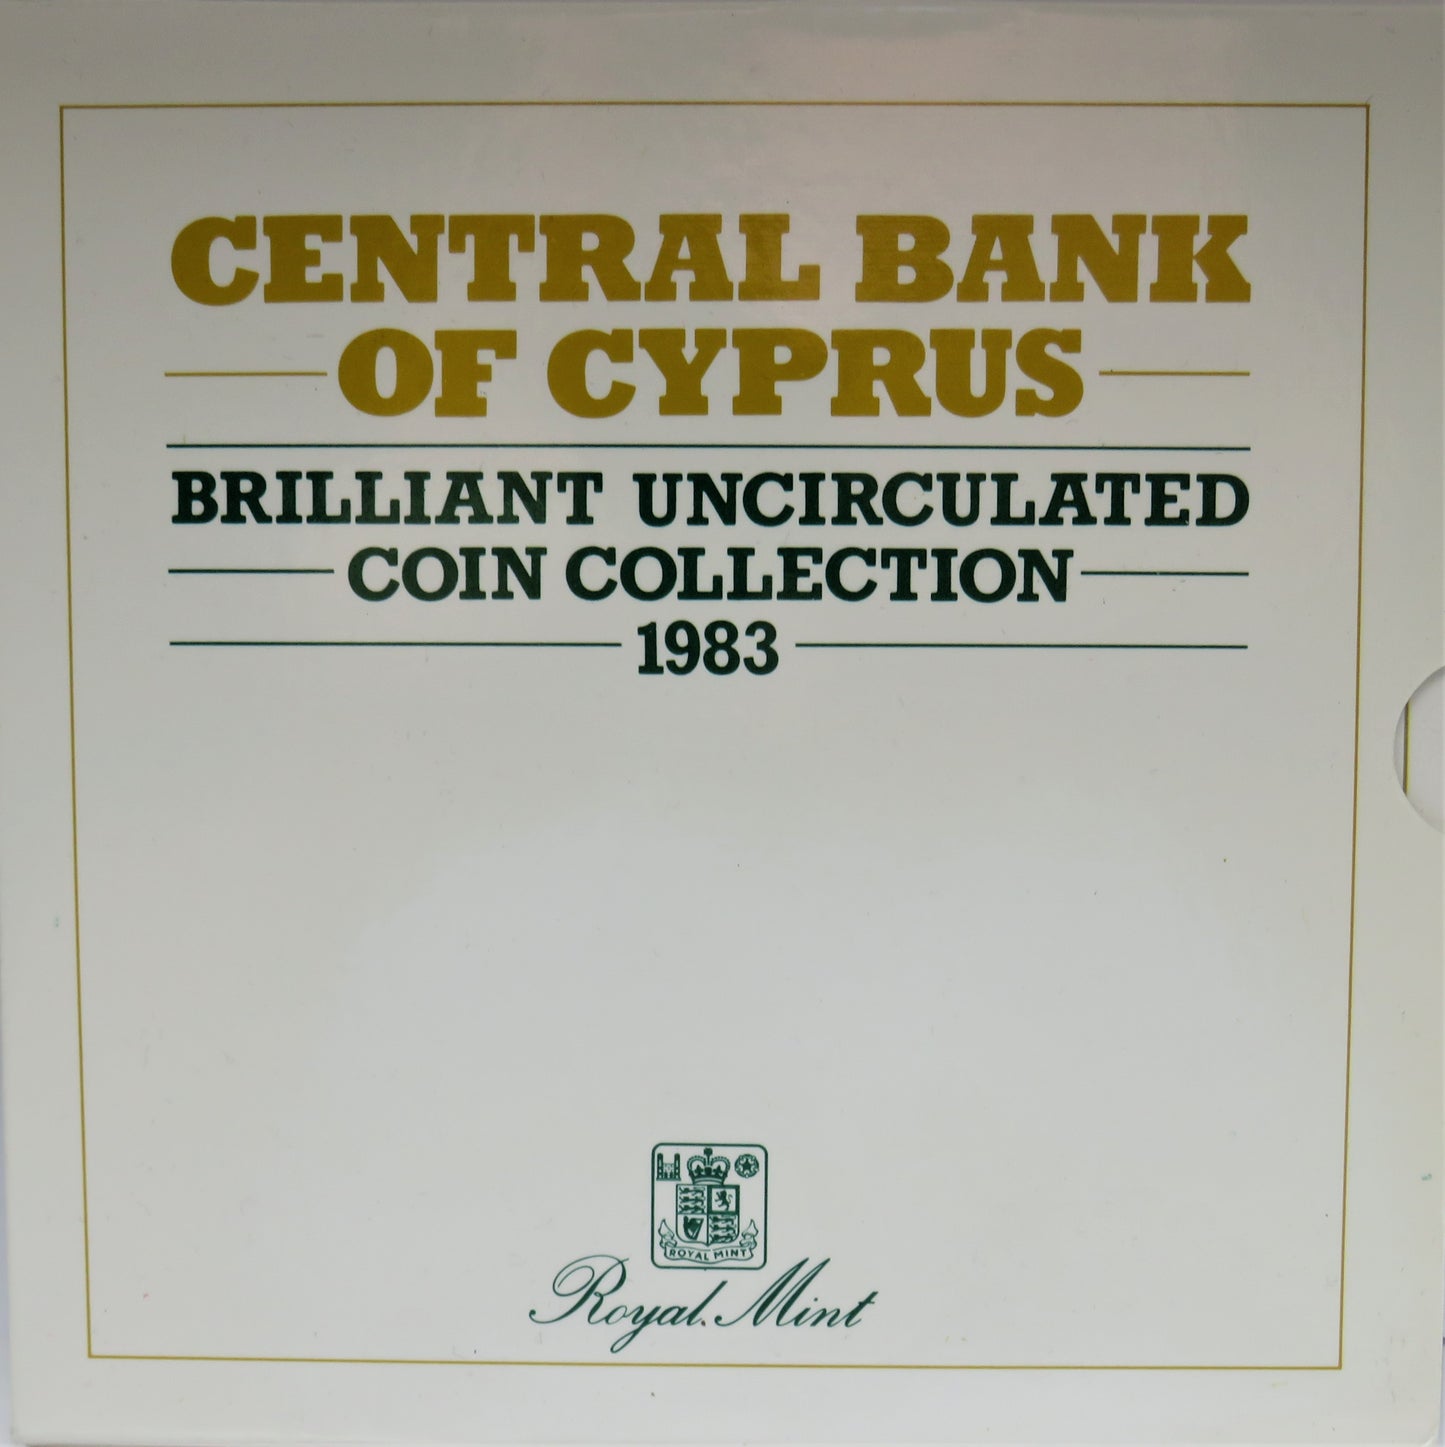 CENTRAL BANK
OF CYPRUS
BRILLIANT UNCIRCULATED
COIN COLLECTION
1983
ROYAL MINT
Royal Mint